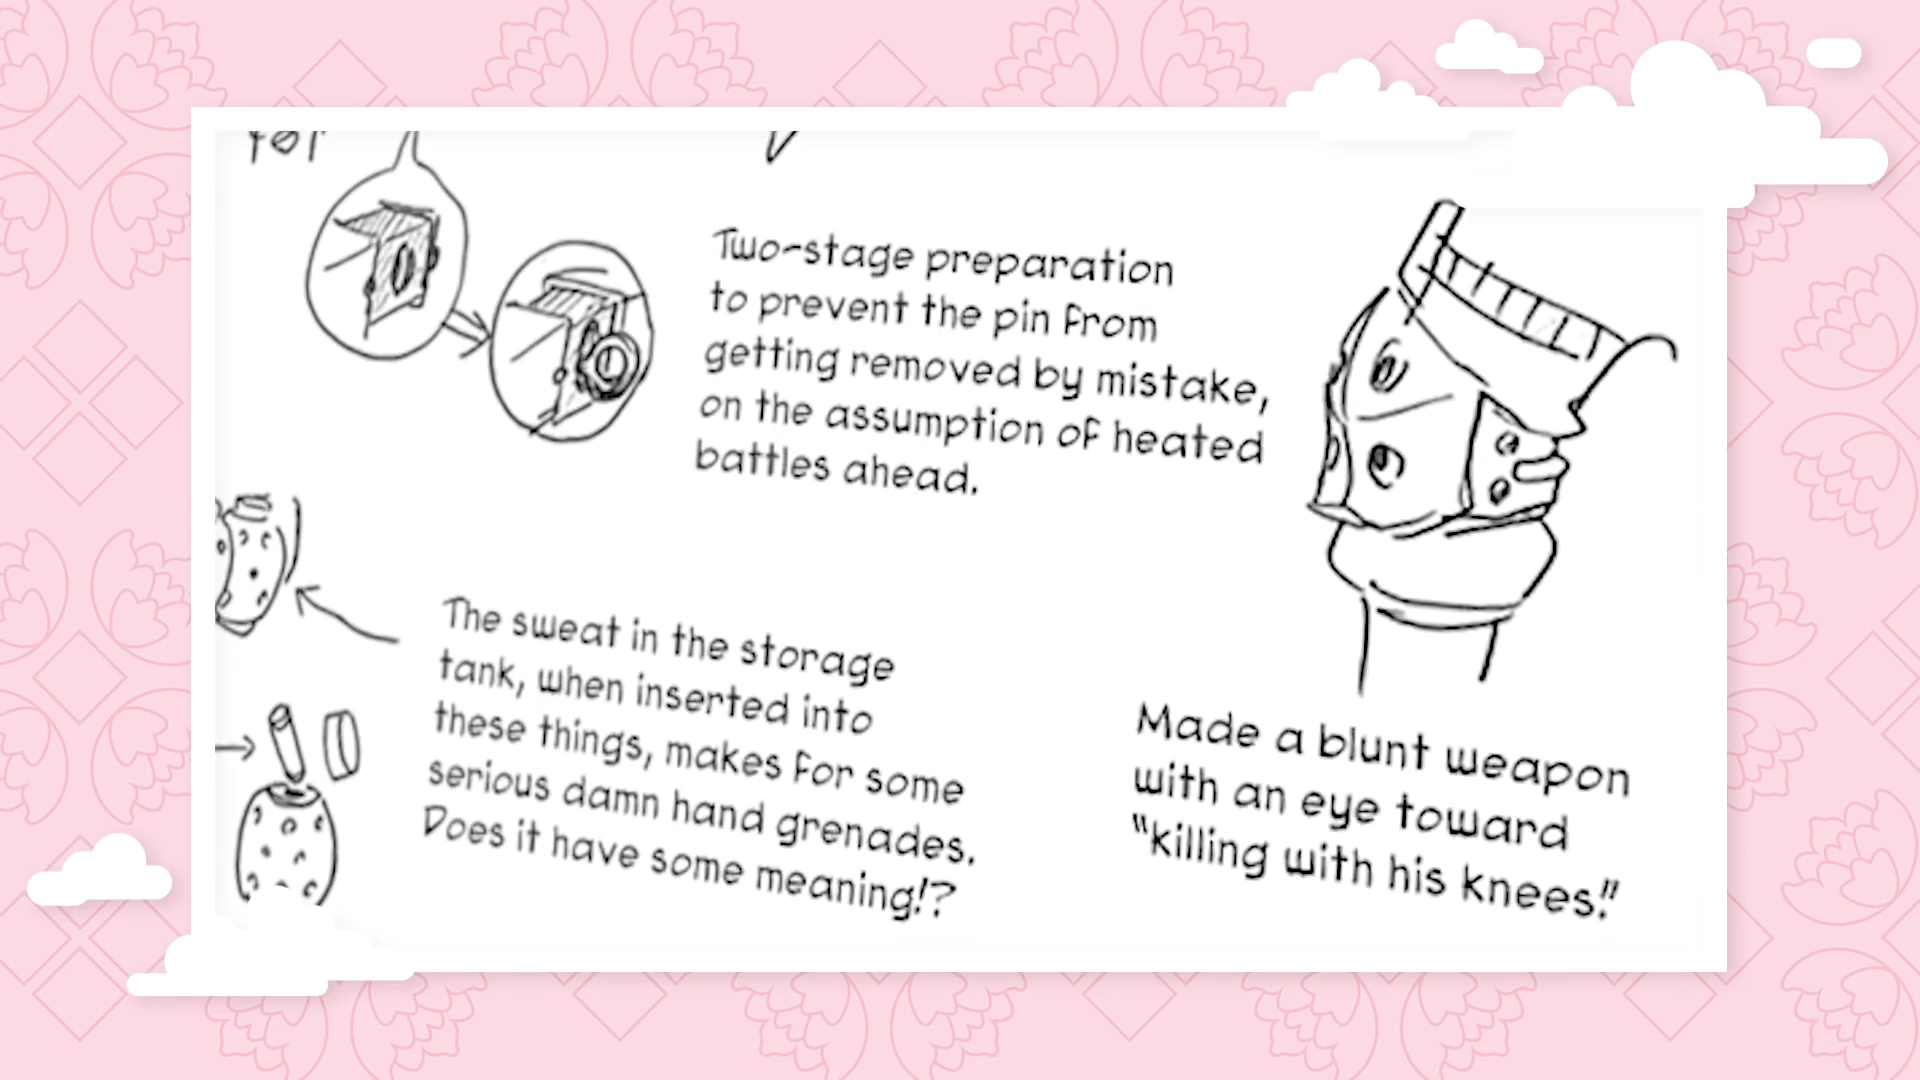 for
Two-stage preparation
to prevent the pin from
getting removed by mistake,
on the assumption of heated
battles ahead.
The sweat in the storage
tank, when inserted into
these things, makes for some
serious damn hand grenades.
Does it have some meaning!?
Made a blunt weapon
with an eye toward
"killing with his knees!"